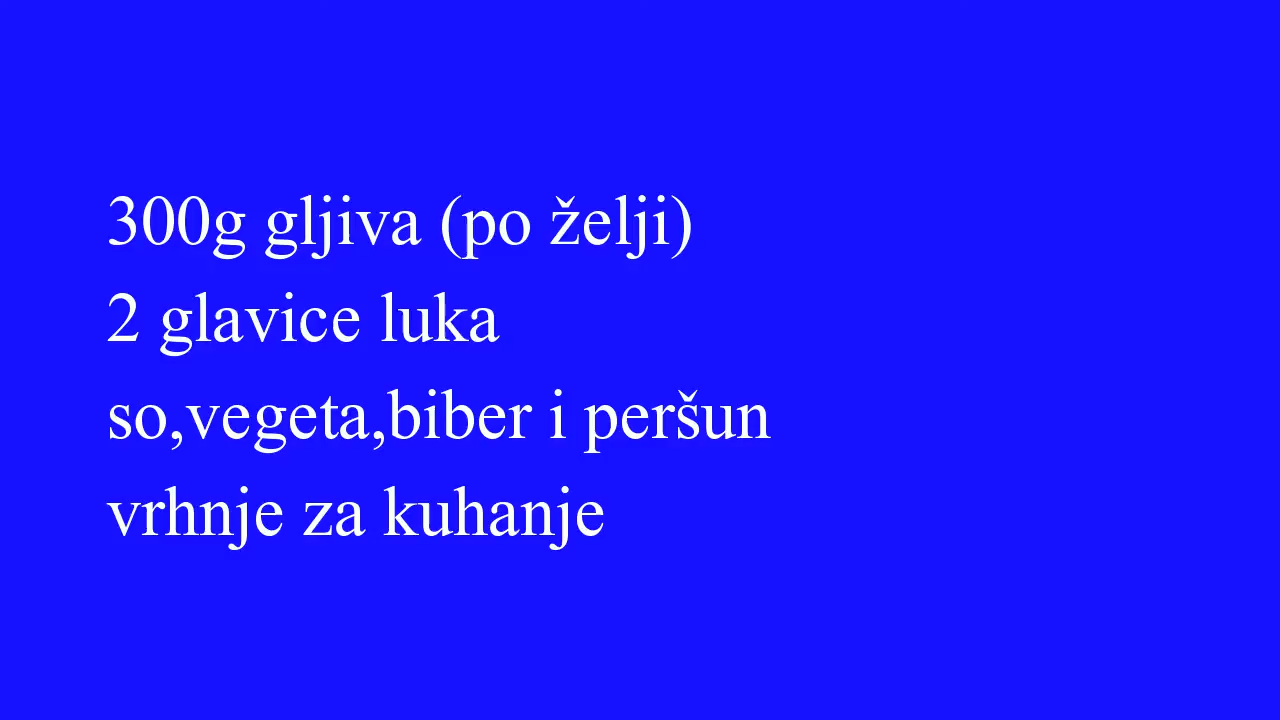 300g gljiva (po želji)
2 glavice luka
so,vegeta,biber i peršun
vrhnje za kuhanje